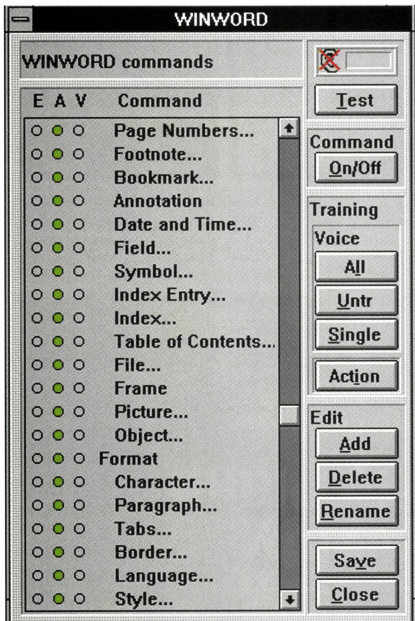 WINWORD
WINWORD commands
E A V Command
Page Numbers...
Footnote...
Bookmark...
Annotation
Date and Time...
Field...
Symbol...
Index Entry...
Index...
Table of Contents...
File...
Frame
Picture...
Object...
Format
Character...
Paragraph...
Tabs...
Border...
Language...
Style...
Test
Command
On/Off
Training
Voice
All
Untr
Single
Action
Edit
Add
Delete
Rename
Save
Close